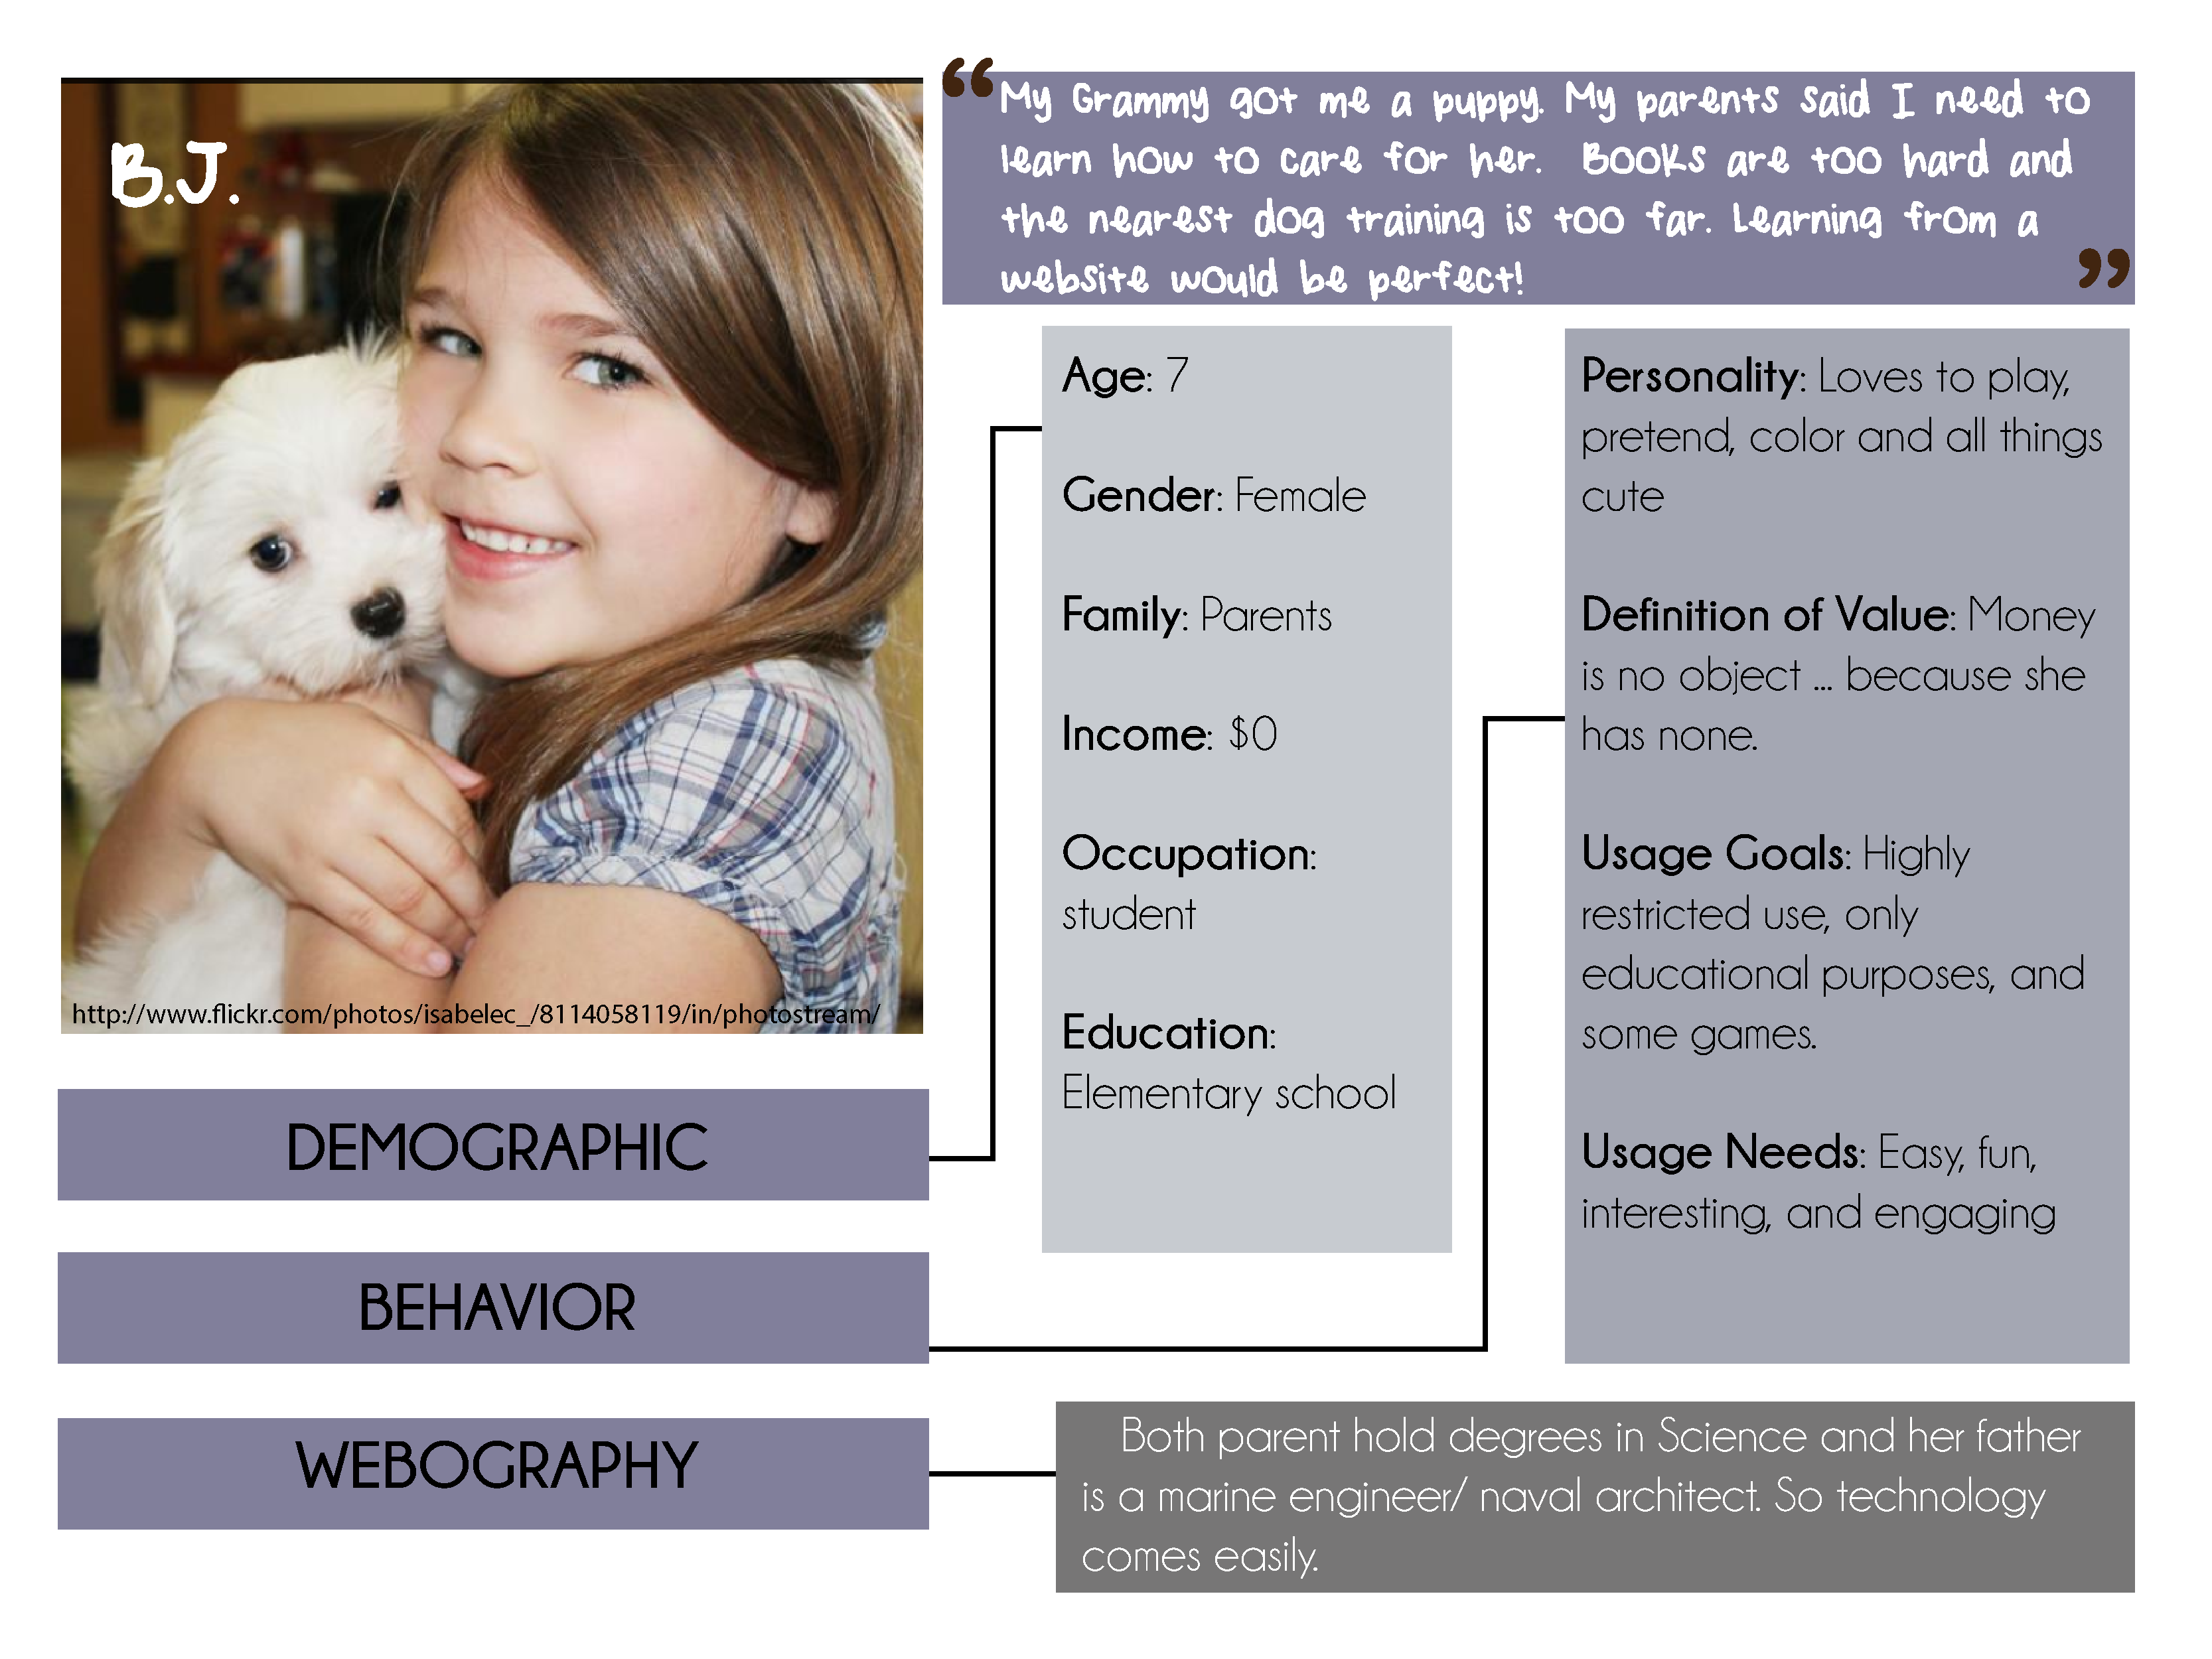 B.J.
http://www.flickr.com/photos/isabelec_/8114058119/in/photostream/
“My Grammy got me a puppy. My parents said I need to
learn how to care for her. Books are too hard and
the nearest dog training is too far. Learning from a
website would be perfect!”
DEMOGRAPHIC
Age: 7
Gender: Female
Family: Parents
Income: $0
Occupation:
student
Education:
Elementary school
BEHAVIOR
Personality: Loves to play,
pretend, color and all things
cute
Definition of Value: Money
is no object ... because she
has none.
Usage Goals: Highly
restricted use, only
educational purposes, and
some games.
Usage Needs: Easy, fun,
interesting, and engaging
WEBOGRAPHY
Both parent hold degrees in Science and her father
is a marine engineer/ naval architect. So technology
comes easily.